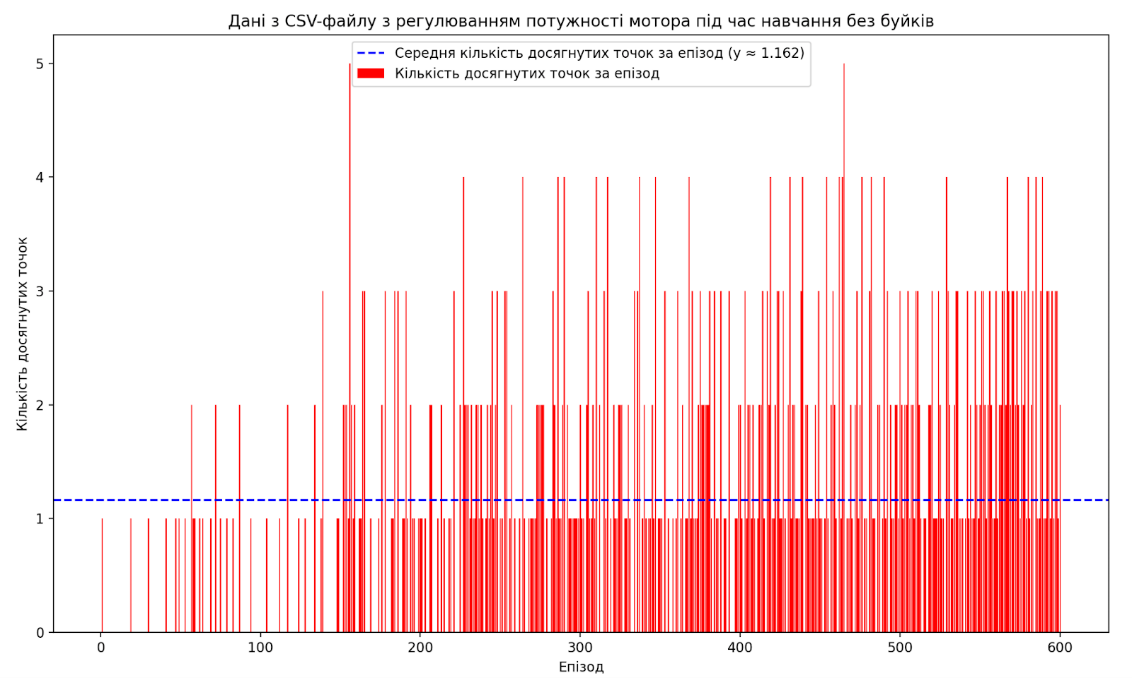 Дані з CSV-файлу з регулюванням потужності мотора під час навчання без буйків
Середня кількість досягнутих точок за епізод (y ≈ 1.162)
Кількість досягнутих точок за епізод
Кількість досягнутих точок
5
4
3
2
1
0
0 100 200 300 400 500 600
Епізод